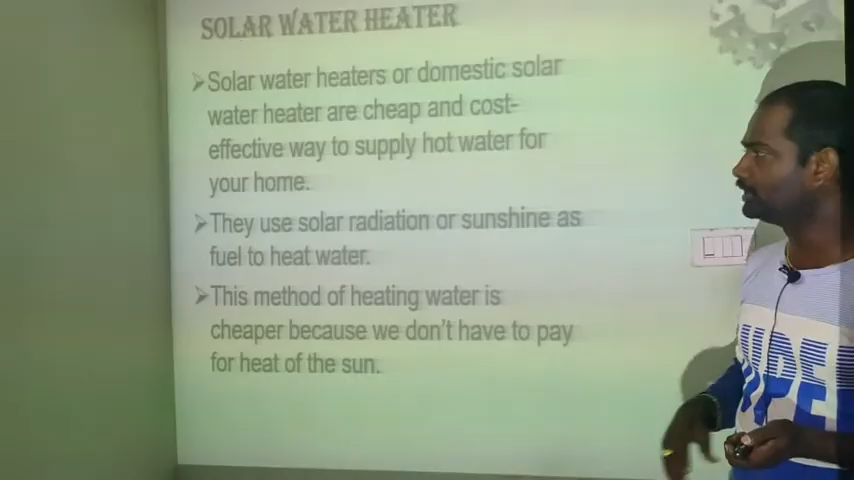 SOLAR WATER HEATER
➢Solar water heaters or domestic solar
water heater are cheap and cost-
effective way to supply hot water for
your home.
➢They use solar radiation or sunshine as
fuel to heat water.
➢This method of heating water is
cheaper because we don't have to pay
for heat of the sun.